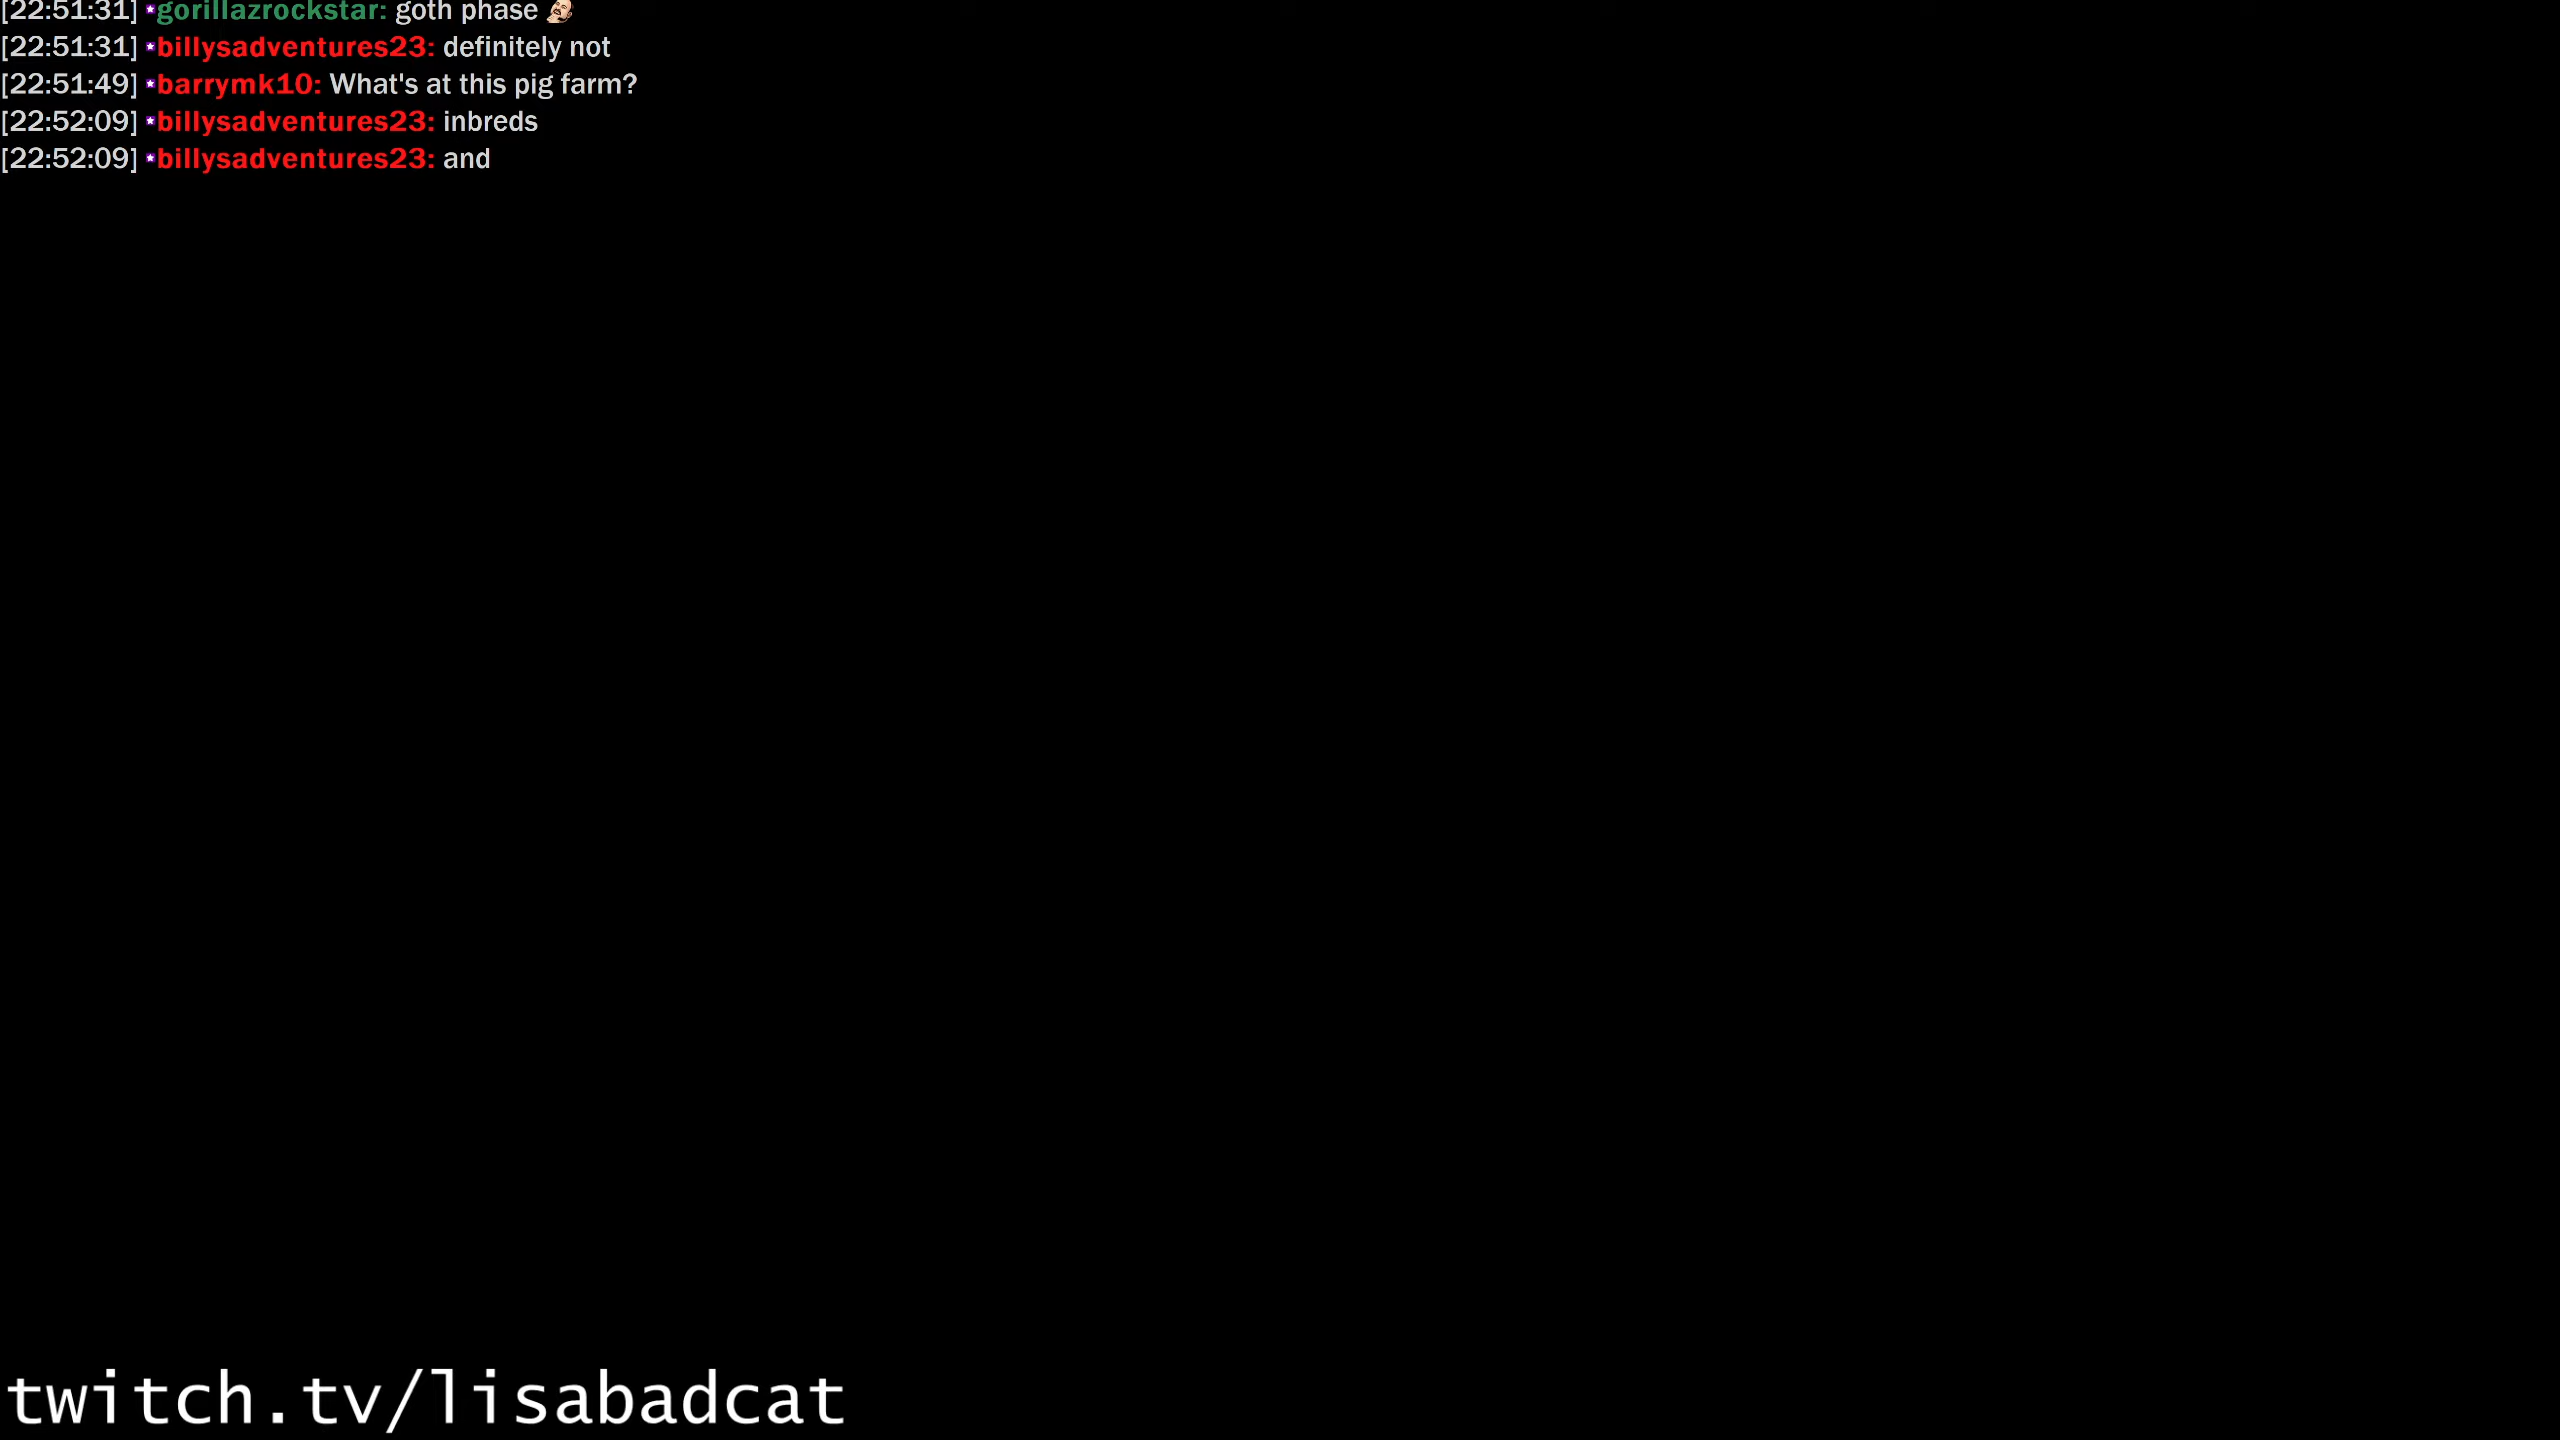 [22:51:31] gorillazrockstar: goth phase
[22:51:31] billysadventures23: definitely not
[22:51:49] barrymk10: What's at this pig farm?
[22:52:09] billysadventures23: inbreds
[22:52:09] billysadventures23: and
twitch.tv/lisabadcat